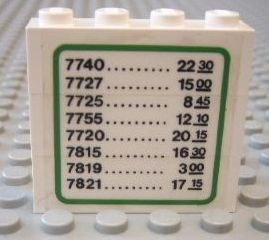 7740 .......... 22 30
7727 .......... 15 00
7725 .......... 8 45
7755 .......... 12 10
7720 .......... 20 15
7815 ........ 16 30
7819 ........ 3 00
7821 ........ 17 15